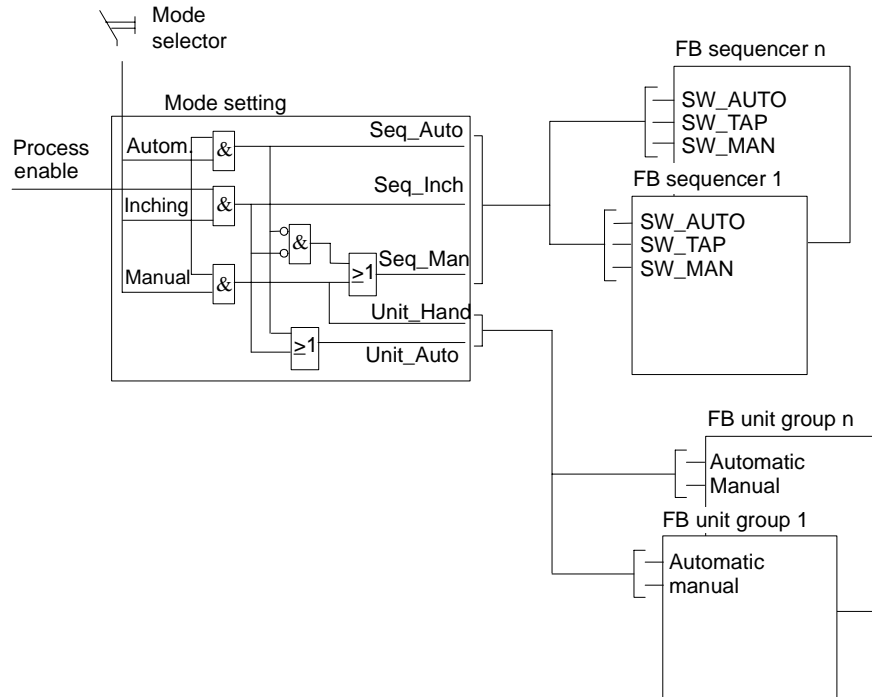 Mode
selector
FB sequencer n
SW_AUTO
SW_TAP
SW_MAN
Mode setting
Process
enable
Autom.
&
Seq_Auto
Inching
&
Seq_Inch
&
Manual
&
≥1
Seq_Man
Unit_Hand
≥1
Unit_Auto
FB sequencer 1
SW_AUTO
SW_TAP
SW_MAN
FB unit group n
Automatic
Manual
FB unit group 1
Automatic
manual